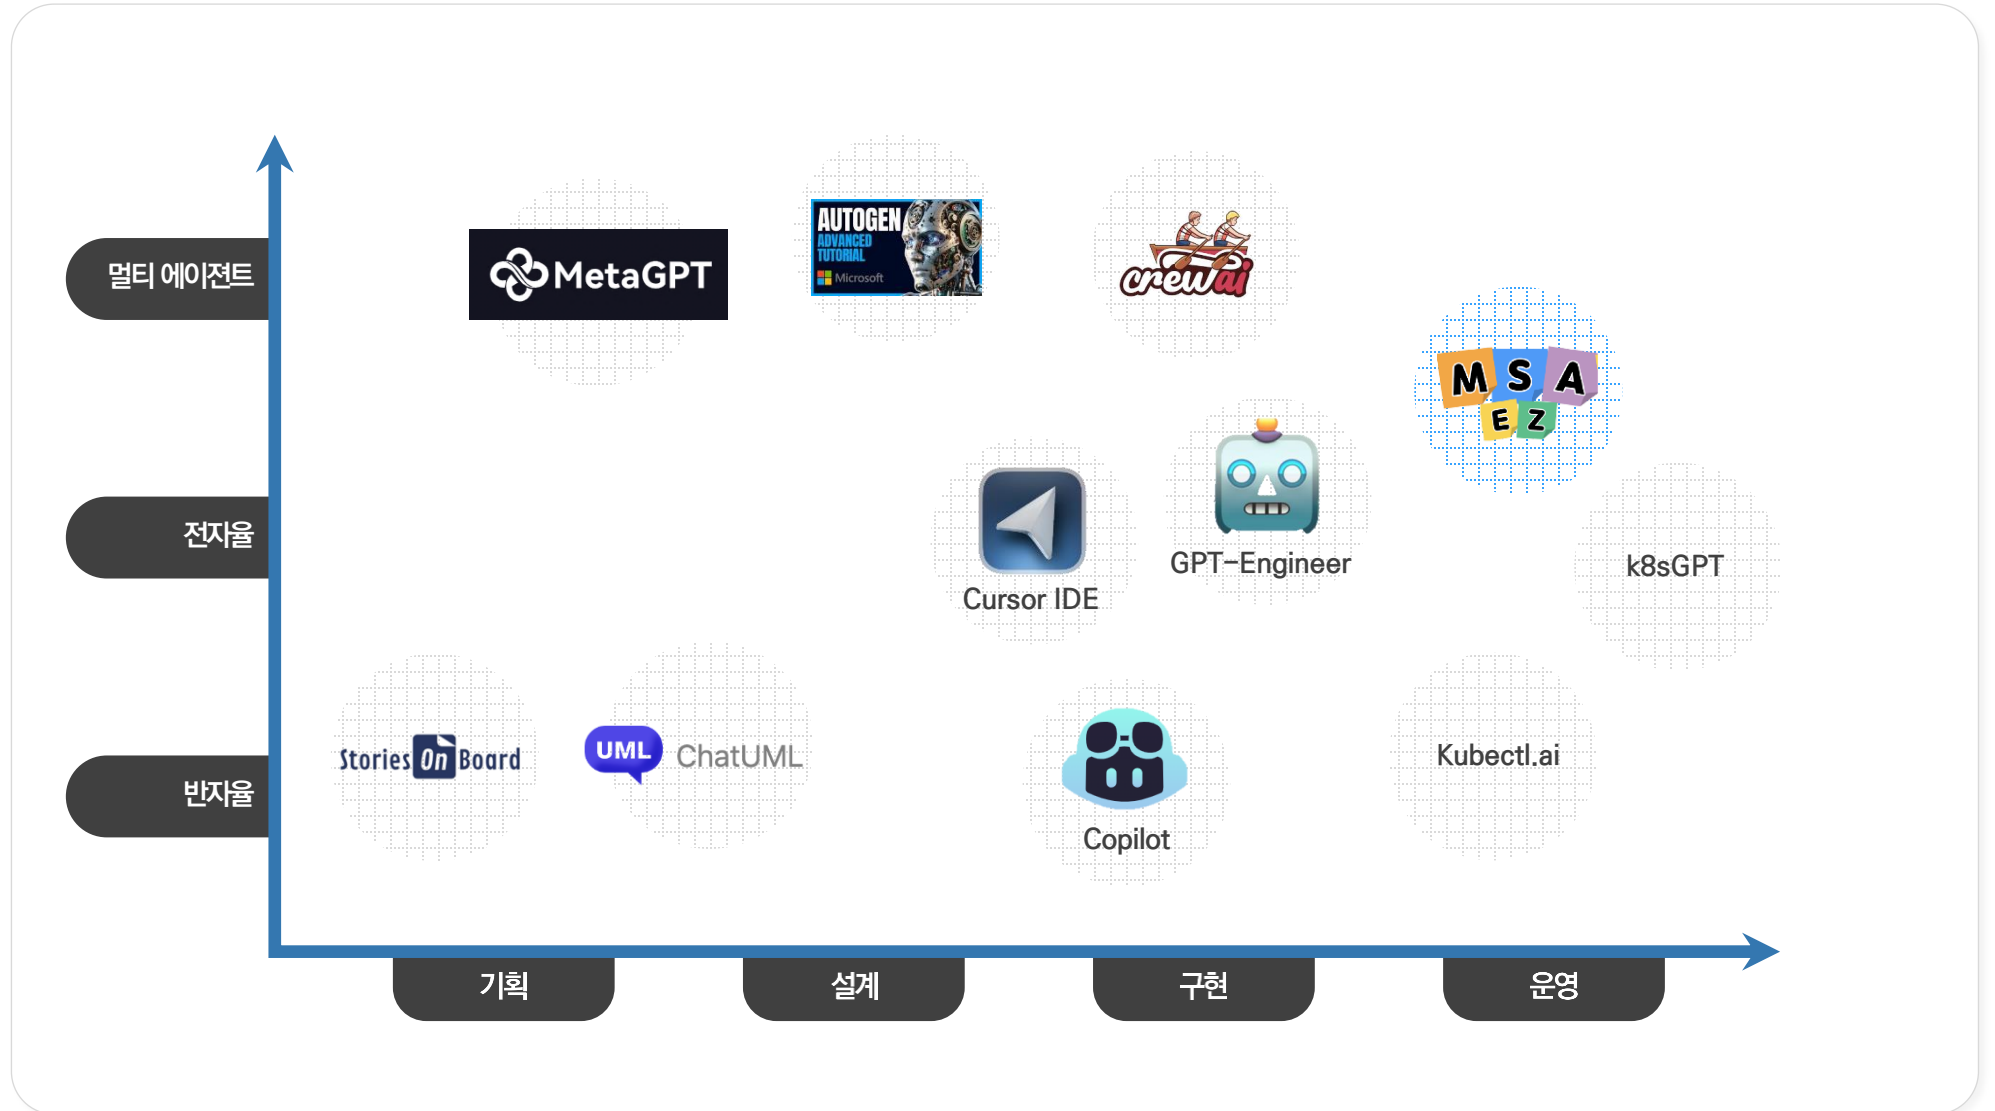 멀티 에이젼트
MetaGPT
AUTOGEN
ADVANCED
TUTORIAL
Microsoft
crewai
M S A
E Z
전자율
Cursor IDE
GPT-Engineer
k8sGPT
반자율
Stories On Board
UML ChatUML
Copilot
Kubectl.ai
기획
설계
구현
운영